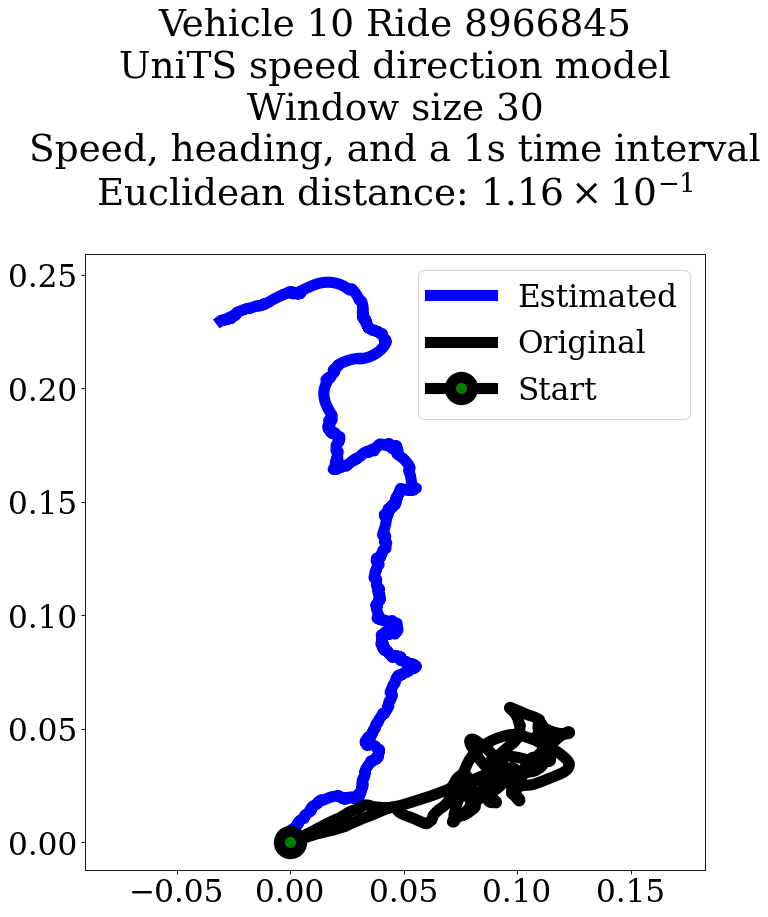 Vehicle 10 Ride 8966845
UniTS speed direction model
Window size 30
Speed, heading, and a 1s time interval
Euclidean distance: 1.16 × 10⁻¹
0.25
0.20
0.15
0.10
0.05
0.00
Estimated
Original
Start
−0.05 0.00 0.05 0.10 0.15